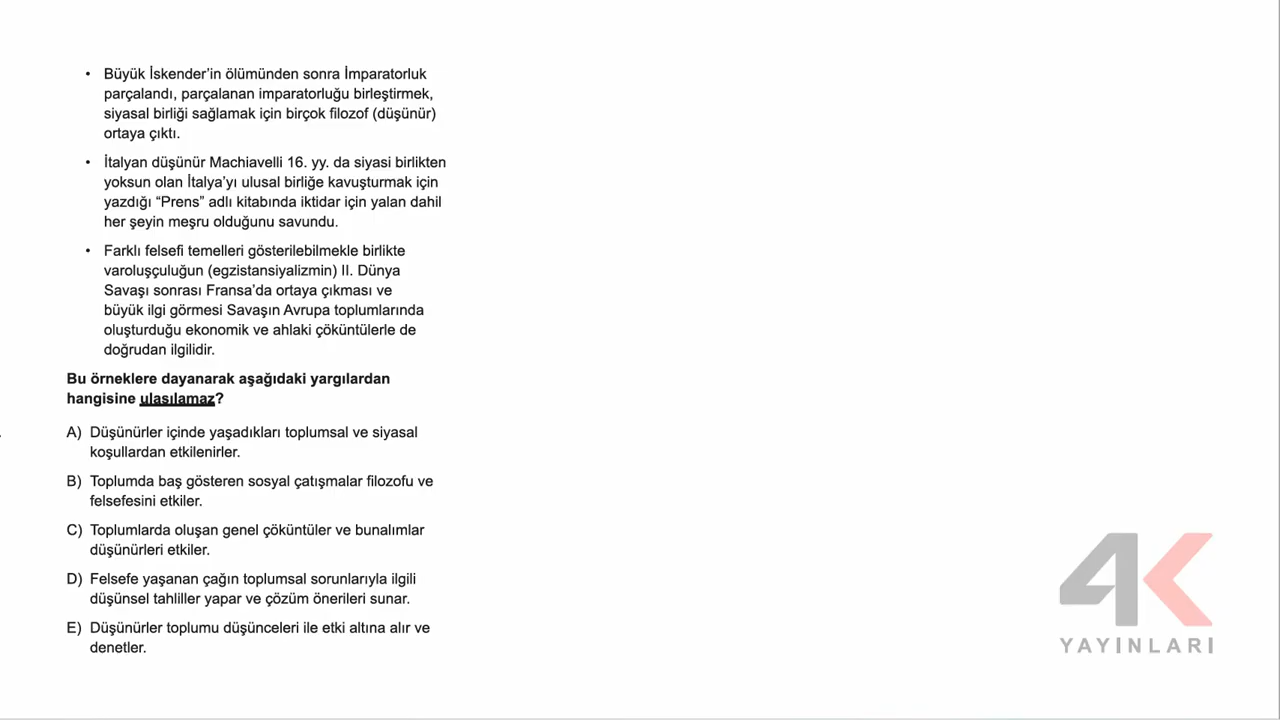 • Büyük İskender'in ölümünden sonra İmparatorluk
parçalandı, parçalanan imparatorluğu birleştirmek,
siyasal birliği sağlamak için birçok filozof (düşünür)
ortaya çıktı.
• İtalyan düşünür Machiavelli 16. yy. da siyasi birlikten
yoksun olan İtalya'yı ulusal birliğe kavuşturmak için
yazdığı “Prens” adlı kitabında iktidar için yalan dahil
her şeyin meşru olduğunu savundu.
• Farklı felsefi temelleri gösterilebilmekle birlikte
varoluşçuluğun (egzistansiyalizmin) II. Dünya
Savaşı sonrası Fransa'da ortaya çıkması ve
büyük ilgi görmesi Savaşın Avrupa toplumlarında
oluşturduğu ekonomik ve ahlaki çöküntülerle de
doğrudan ilgilidir.
Bu örneklere dayanarak aşağıdaki yargılardan
hangisine ulaşılamaz?
A) Düşünürler içinde yaşadıkları toplumsal ve siyasal
koşullardan etkilenirler.
B) Toplumda baş gösteren sosyal çatışmalar filozofu ve
felsefesini etkiler.
C) Toplumlarda oluşan genel çöküntüler ve bunalımlar
düşünürleri etkiler.
D) Felsefe yaşanan çağın toplumsal sorunlarıyla ilgili
düşünsel tahliller yapar ve çözüm önerileri sunar.
E) Düşünürler toplumu düşünceleri ile etki altına alır ve
denetler.
4K
YAYINLARI